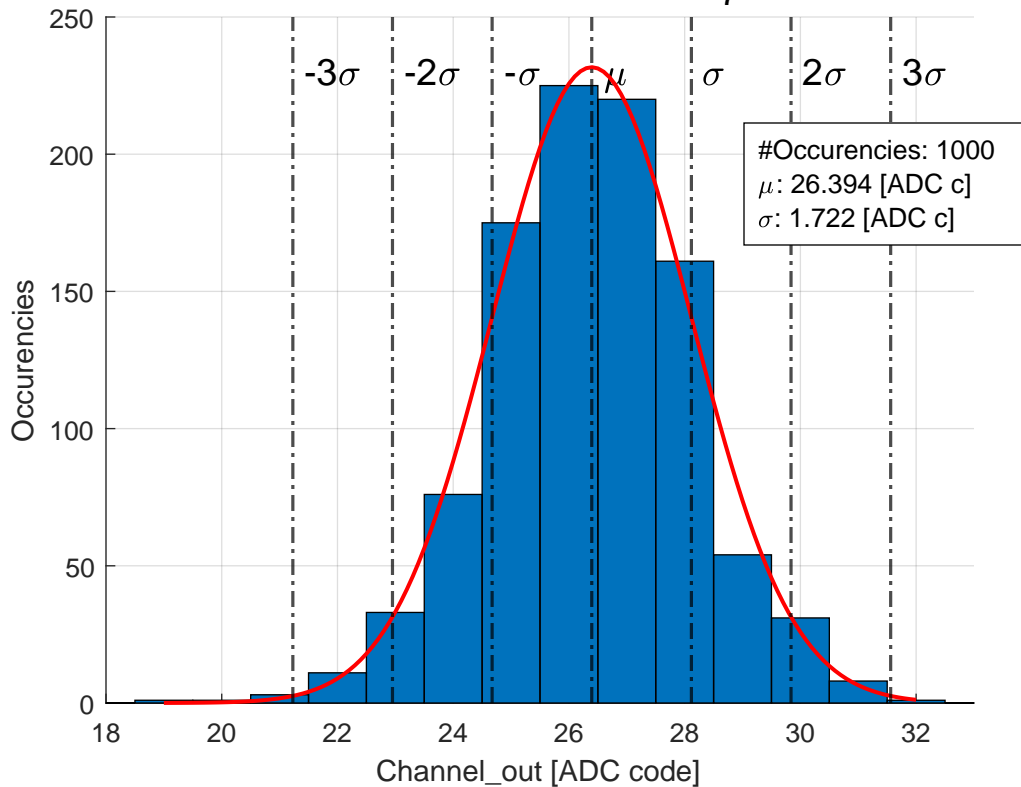 250
-3σ -2σ -σ μ σ 2σ 3σ
200
#Occurencies: 1000
μ: 26.394 [ADC c]
σ: 1.722 [ADC c]
150
Occurencies
100
50
0
18 20 22 24 26 28 30 32
Channel_out [ADC code]